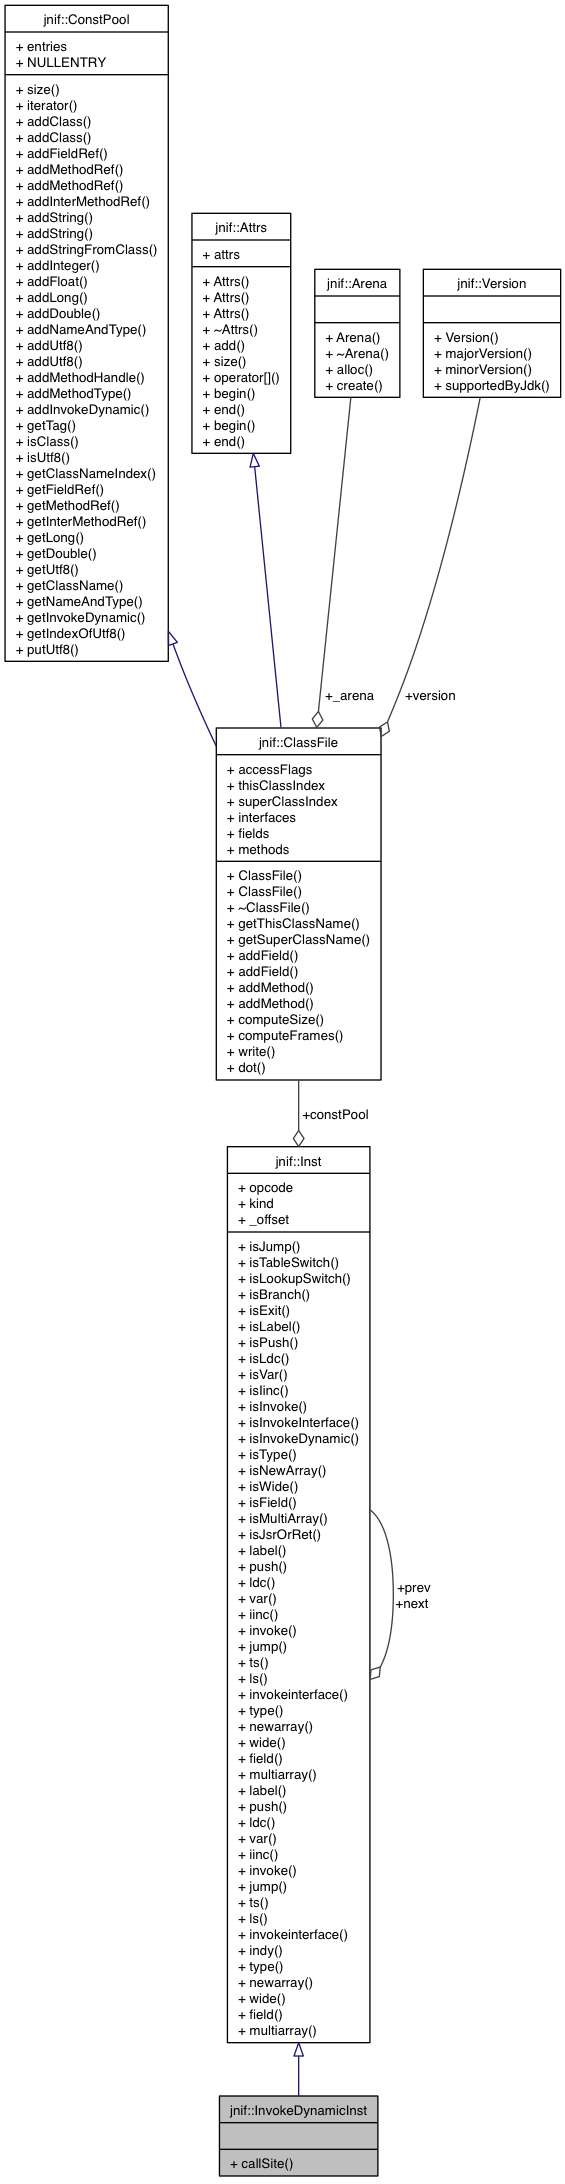 jnif::ConstPool
+ entries
+ NULLENTRY
+ size()
+ iterator()
+ addClass()
+ addClass()
+ addFieldRef()
+ addMethodRef()
+ addMethodRef()
+ addInterMethodRef()
+ addString()
+ addString()
+ addStringFromClass()
+ addInteger()
+ addFloat()
+ addLong()
+ addDouble()
+ addNameAndType()
+ addUtf8()
+ addUtf8()
+ addMethodHandle()
+ addMethodType()
+ addInvokeDynamic()
+ getTag()
+ isClass()
+ isUtf8()
+ getClassNameIndex()
+ getFieldRef()
+ getMethodRef()
+ getInterMethodRef()
+ getLong()
+ getDouble()
+ getUtf8()
+ getClassName()
+ getNameAndType()
+ getInvokeDynamic()
+ getIndexOfUtf8()
+ putUtf8()
jnif::Attrs
+ attrs
+ Attrs()
+ Attrs()
+ Attrs()
+ ~Attrs()
+ add()
+ size()
+ operator[]()
+ begin()
+ end()
+ begin()
+ end()
jnif::Arena
+ Arena()
+ ~Arena()
+ alloc()
+ create()
jnif::Version
+ Version()
+ majorVersion()
+ minorVersion()
+ supportedByJdk()
+_arena
+version
jnif::ClassFile
+ accessFlags
+ thisClassIndex
+ superClassIndex
+ interfaces
+ fields
+ methods
+ ClassFile()
+ ClassFile()
+ ~ClassFile()
+ getThisClassName()
+ getSuperClassName()
+ addField()
+ addField()
+ addMethod()
+ addMethod()
+ computeSize()
+ computeFrames()
+ write()
+ dot()
+constPool
jnif::Inst
+ opcode
+ kind
+ _offset
+ isJump()
+ isTableSwitch()
+ isLookupSwitch()
+ isBranch()
+ isExit()
+ isLabel()
+ isPush()
+ isLdc()
+ isVar()
+ isIinc()
+ isInvoke()
+ isInvokeInterface()
+ isInvokeDynamic()
+ isType()
+ isNewArray()
+ isWide()
+ isField()
+ isMultiArray()
+ isJsrOrRet()
+ label()
+ push()
+ ldc()
+ var()
+ iinc()
+ invoke()
+ jump()
+ ts()
+ ls()
+ invokeinterface()
+ type()
+ newarray()
+ wide()
+ field()
+ multiarray()
+ label()
+ push()
+ ldc()
+ var()
+ iinc()
+ invoke()
+ jump()
+ ts()
+ ls()
+ invokeinterface()
+ indy()
+ type()
+ newarray()
+ wide()
+ field()
+ multiarray()
+prev
+next
jnif::InvokeDynamicInst
+ callSite()